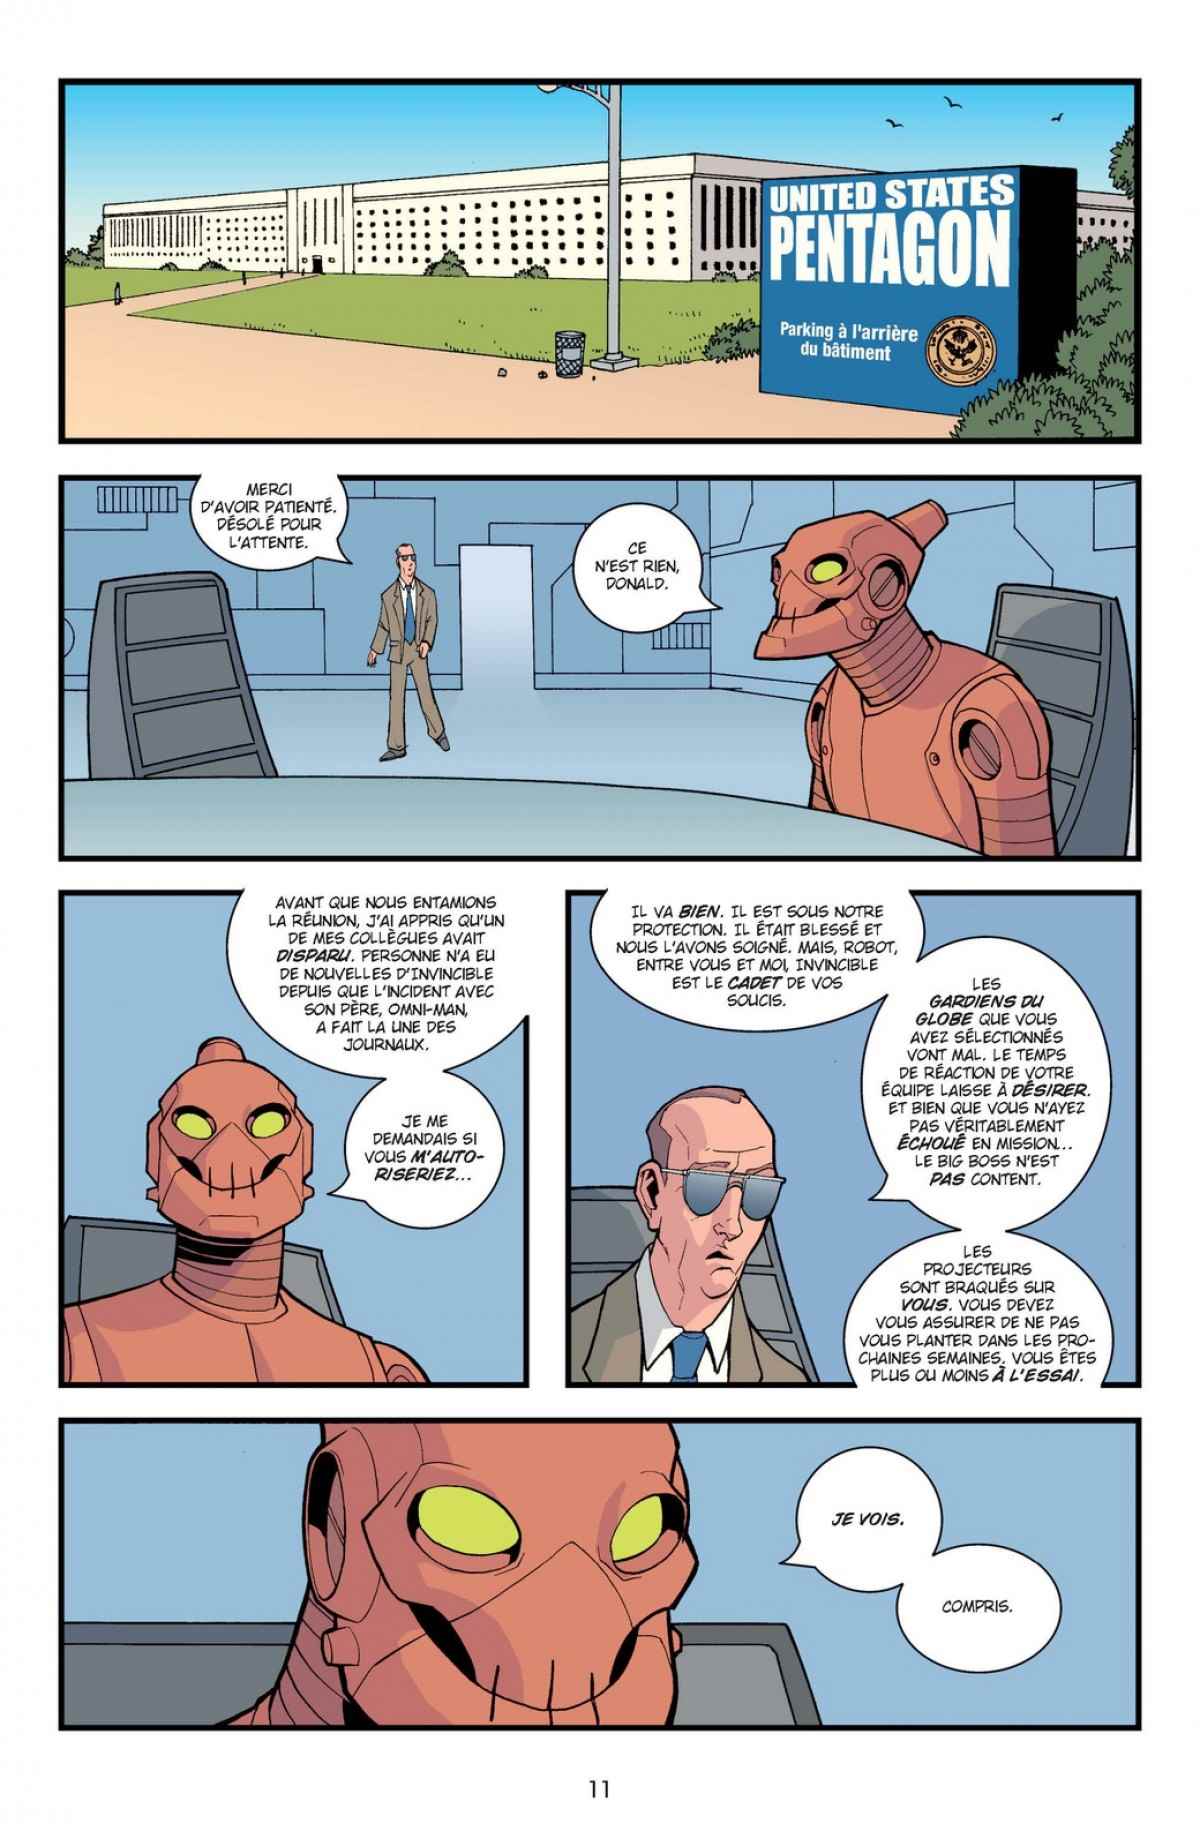 UNITED STATES
PENTAGON
Parking à l'arrière
du bâtiment
MERCI
D'AVOIR PATIENTÉ.
DÉSOLÉ POUR
L'ATTENTE.
CE
N'EST RIEN,
DONALD.
AVANT QUE NOUS ENTAMIONS
LA RÉUNION, J'AI APPRIS QU'UN
DE MES COLLÈGUES AVAIT
DISPARU. PERSONNE N'A EU
DE NOUVELLES D'INVINCIBLE
DEPUIS QUE L'INCIDENT AVEC
SON PÈRE, OMNI-MAN,
A FAIT LA UNE DES
JOURNAUX.
JE ME
DEMANDAIS SI
VOUS M'AUTO-
RISERIEZ...
IL VA BIEN. IL EST SOUS NOTRE
PROTECTION. IL ÉTAIT BLESSÉ ET
NOUS L'AVONS SOIGNÉ. MAIS, ROBOT,
ENTRE VOUS ET MOI, INVINCIBLE
EST LE CADET DE VOS
SOUCIS.
LES
GARDIENS DU
GLOBE QUE VOUS
AVEZ SÉLECTIONNÉS
VONT MAL. LE TEMPS
DE RÉACTION DE VOTRE
ÉQUIPE LAISSE À DÉSIRER.
ET BIEN QUE VOUS N'AYEZ
PAS VÉRITABLEMENT
ÉCHOUÉ EN MISSION...
LE BIG BOSS N'EST
PAS CONTENT.
LES
PROJECTEURS
SONT BRAQUÉS SUR
VOUS. VOUS DEVEZ
VOUS ASSURER DE NE PAS
VOUS PLANTER DANS LES PRO-
CHAINES SEMAINES. VOUS ÊTES
PLUS OU MOINS À L'ESSAI.
JE VOIS.
COMPRIS.
11